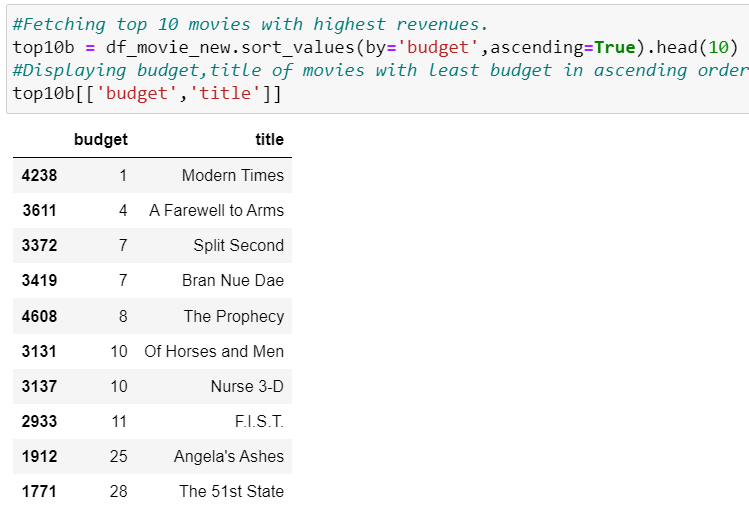 #Fetching top 10 movies with highest revenues.
top10b = df_movie_new.sort_values(by='budget',ascending=True).head(10)
#Displaying budget,title of movies with least budget in ascending order
top10b[['budget','title']]
budget title
4238 1 Modern Times
3611 4 A Farewell to Arms
3372 7 Split Second
3419 7 Bran Nue Dae
4608 8 The Prophecy
3131 10 Of Horses and Men
3137 10 Nurse 3-D
2933 11 F.I.S.T.
1912 25 Angela's Ashes
1771 28 The 51st State